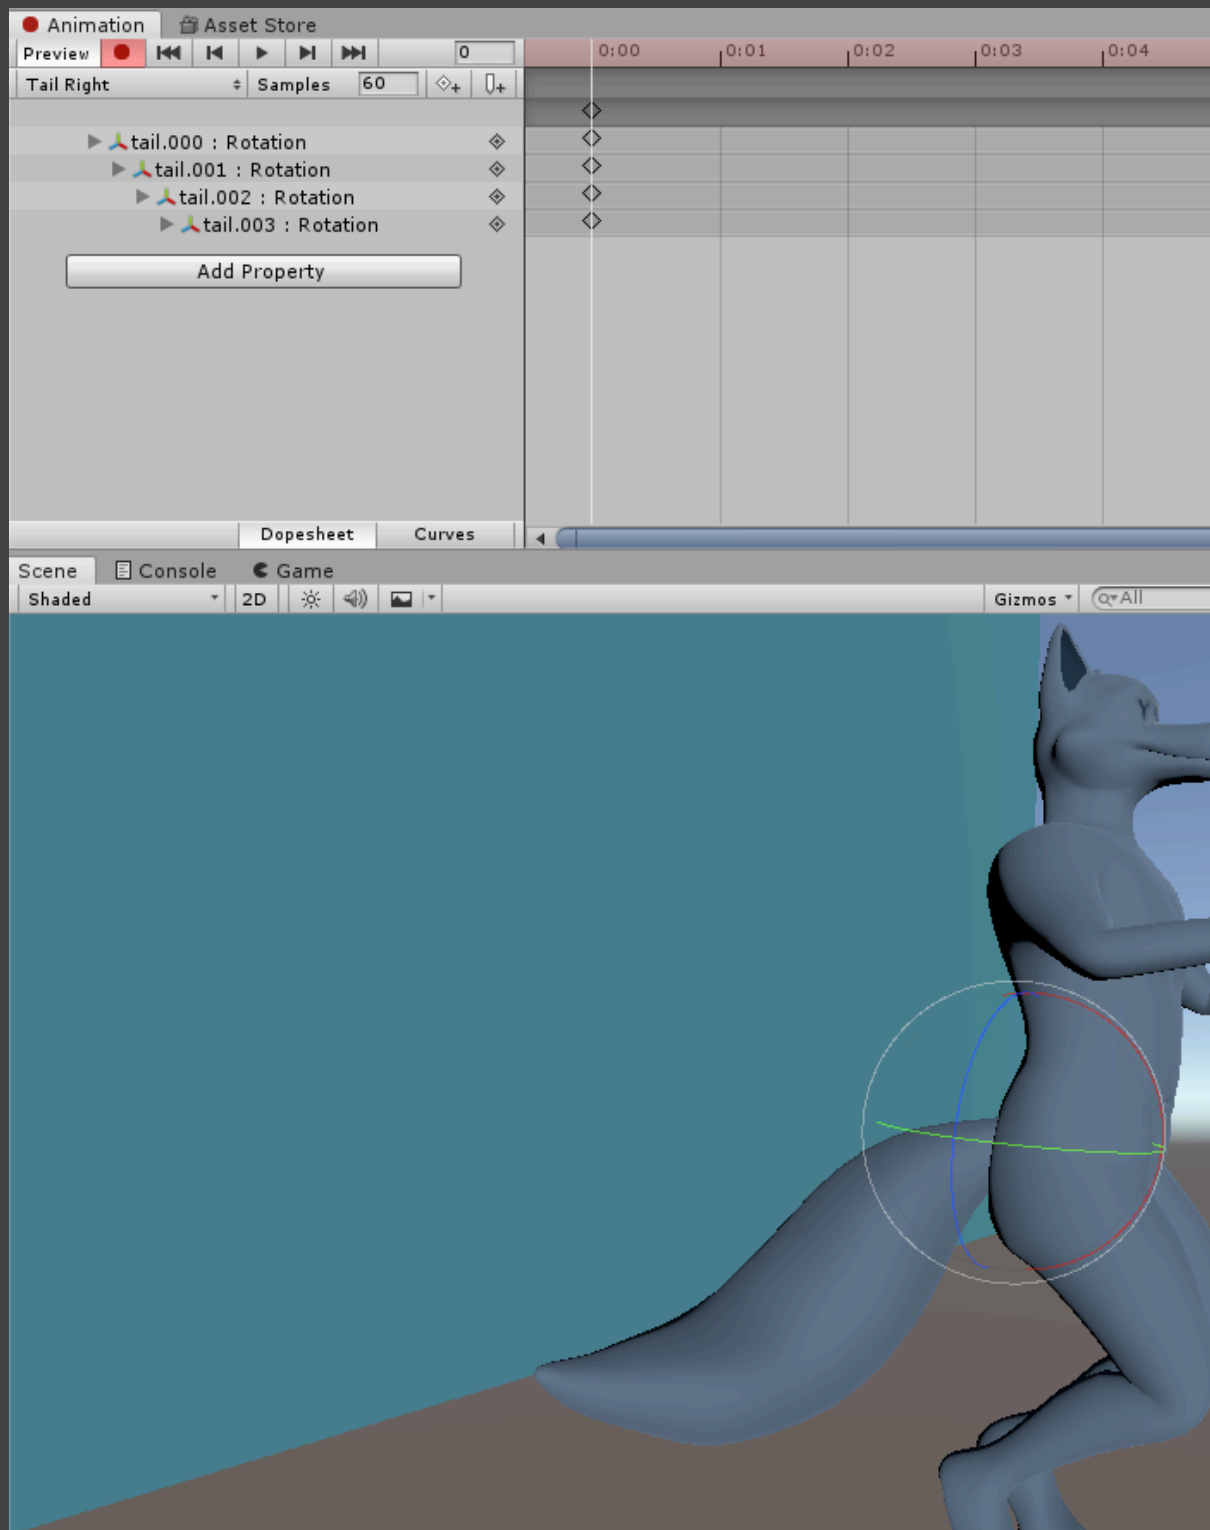 Animation Asset Store
Preview 0 0:00 0:01 0:02 0:03 0:04
Tail Right Samples 60
tail.000 : Rotation
tail.001 : Rotation
tail.002 : Rotation
tail.003 : Rotation
Add Property
Dopesheet Curves
Scene Console Game
Shaded 2D Gizmos All